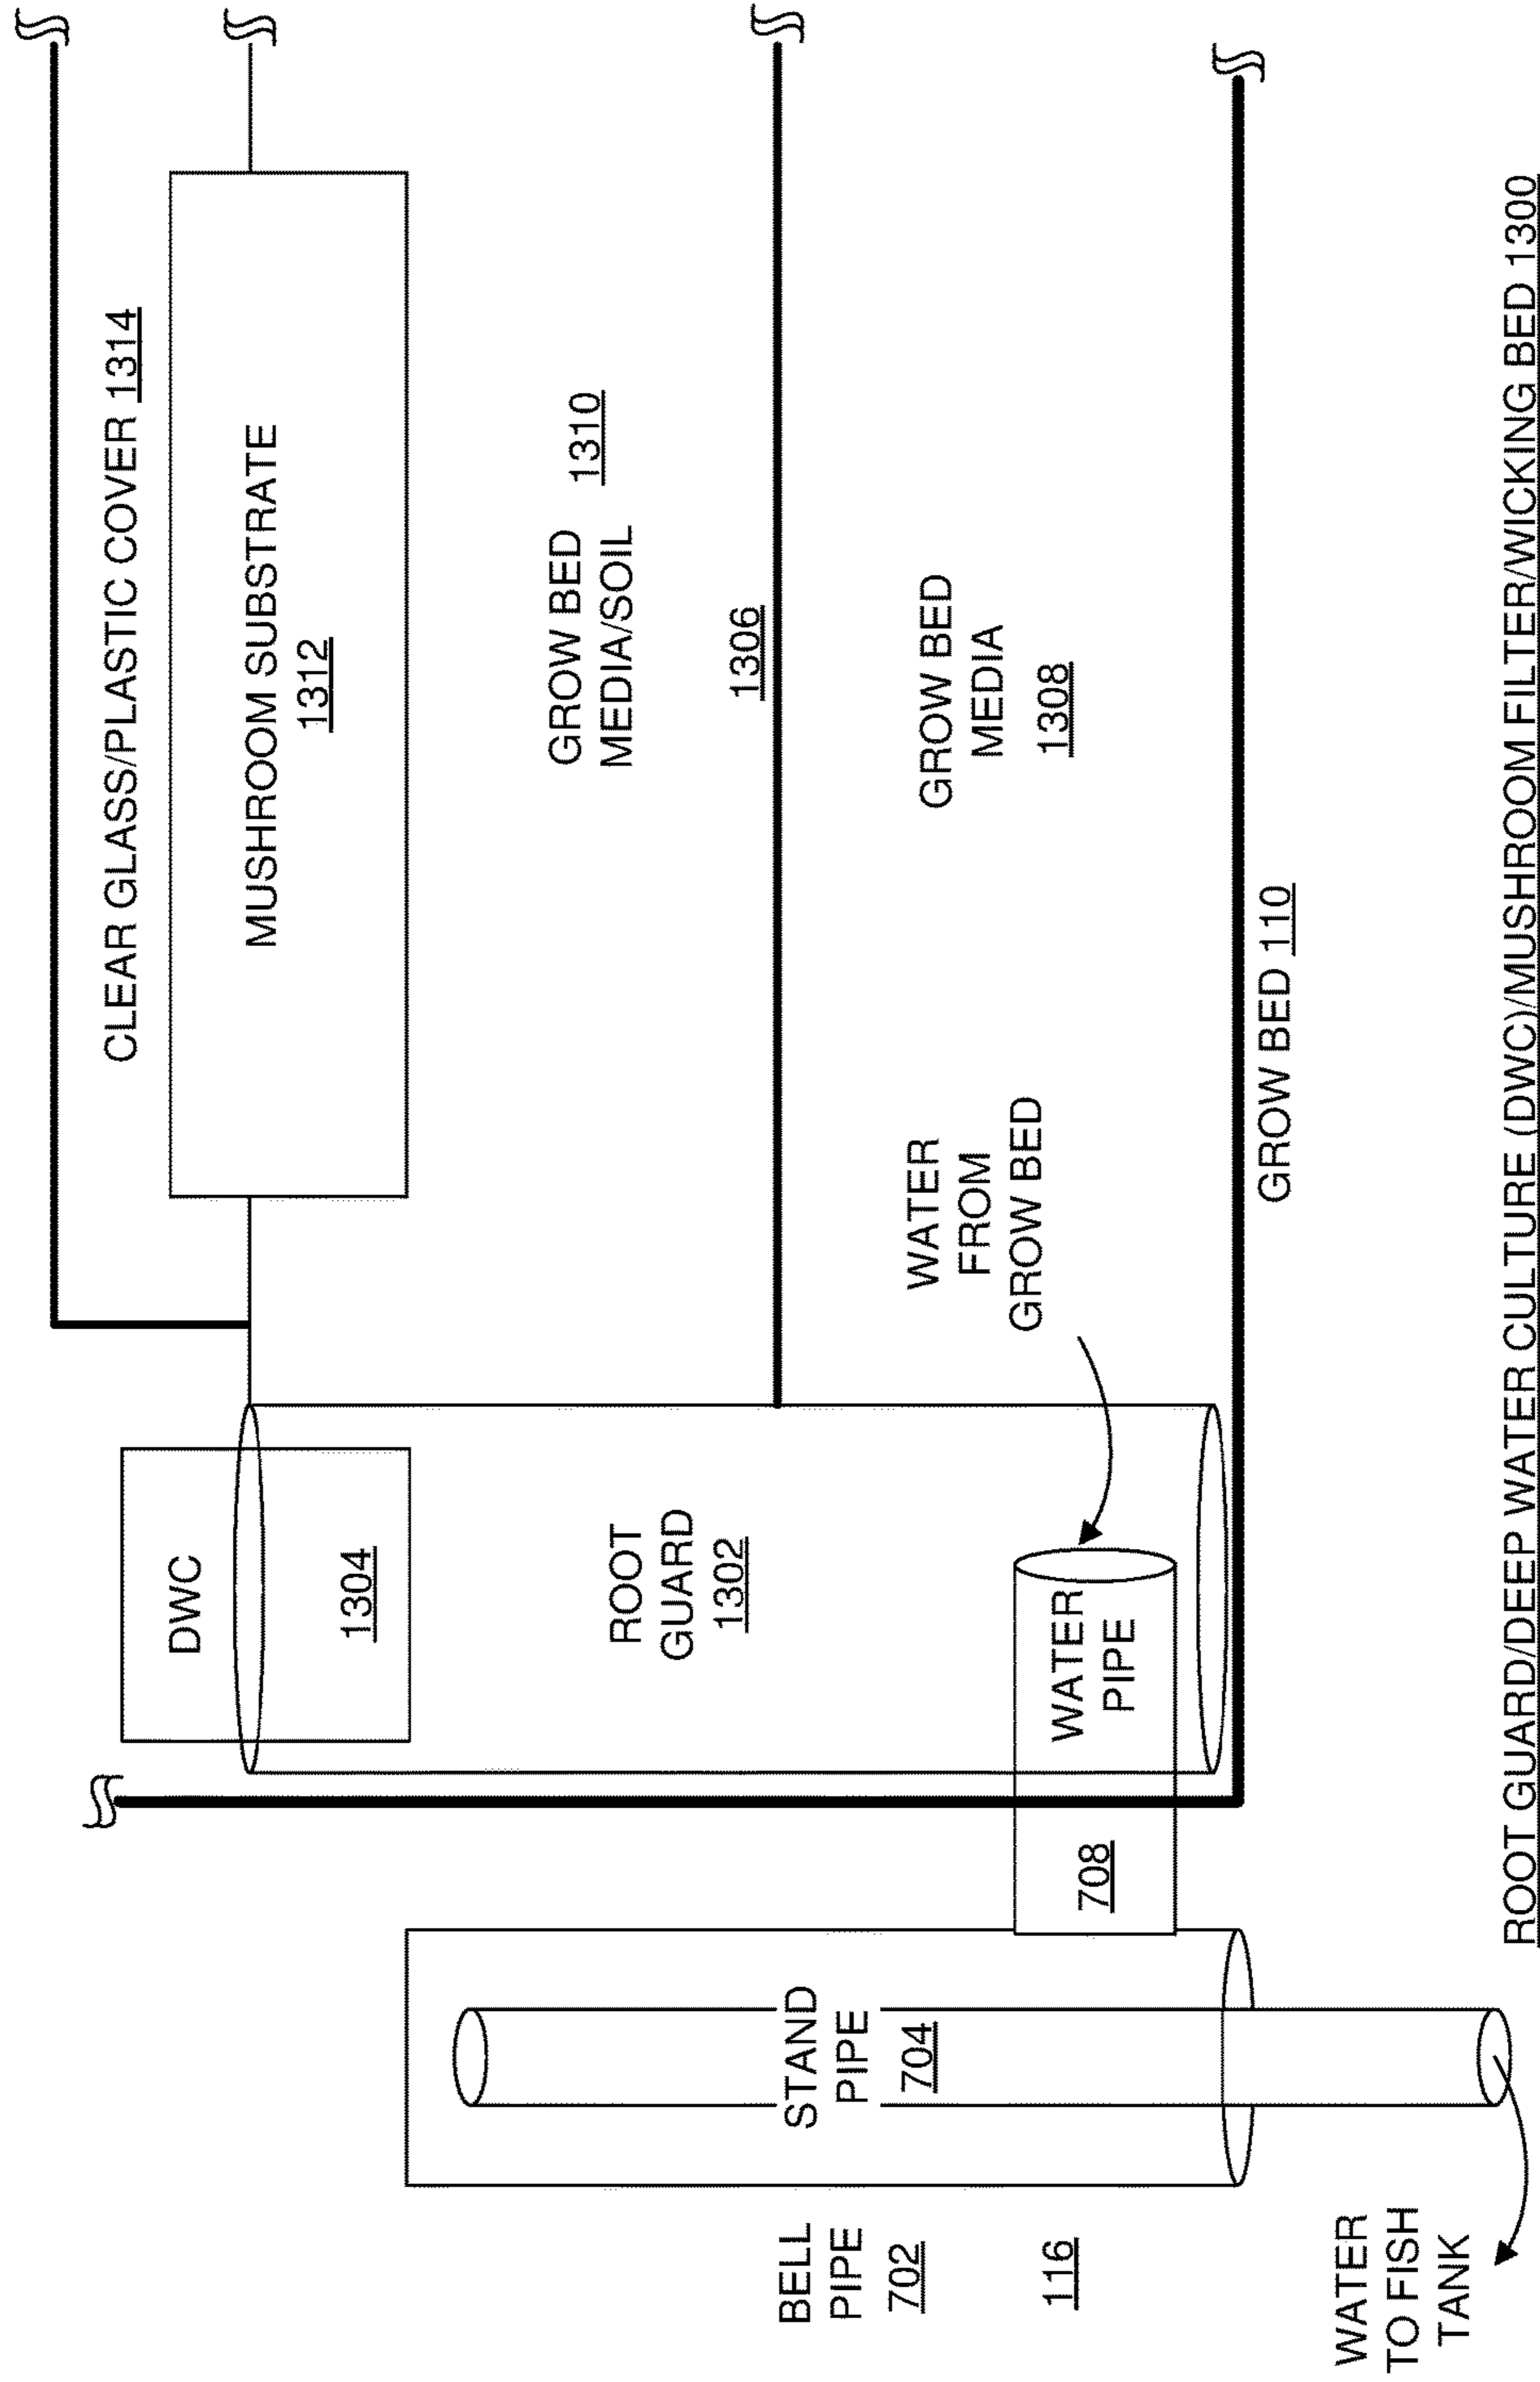 CLEAR GLASS/PLASTIC COVER 1314
DWC
1304
MUSHROOM SUBSTRATE
1312
ROOT
GUARD
1302
GROW BED
MEDIA/SOIL
1310
1306
BELL
PIPE
702
116
STAND
PIPE
704
WATER
FROM
GROW BED
GROW BED
MEDIA
1308
708
WATER
PIPE
GROW BED 110
WATER
TO FISH
TANK
ROOT GUARD/DEEP WATER CULTURE (DWC)/MUSHROOM FILTER/WICKING BED 1300